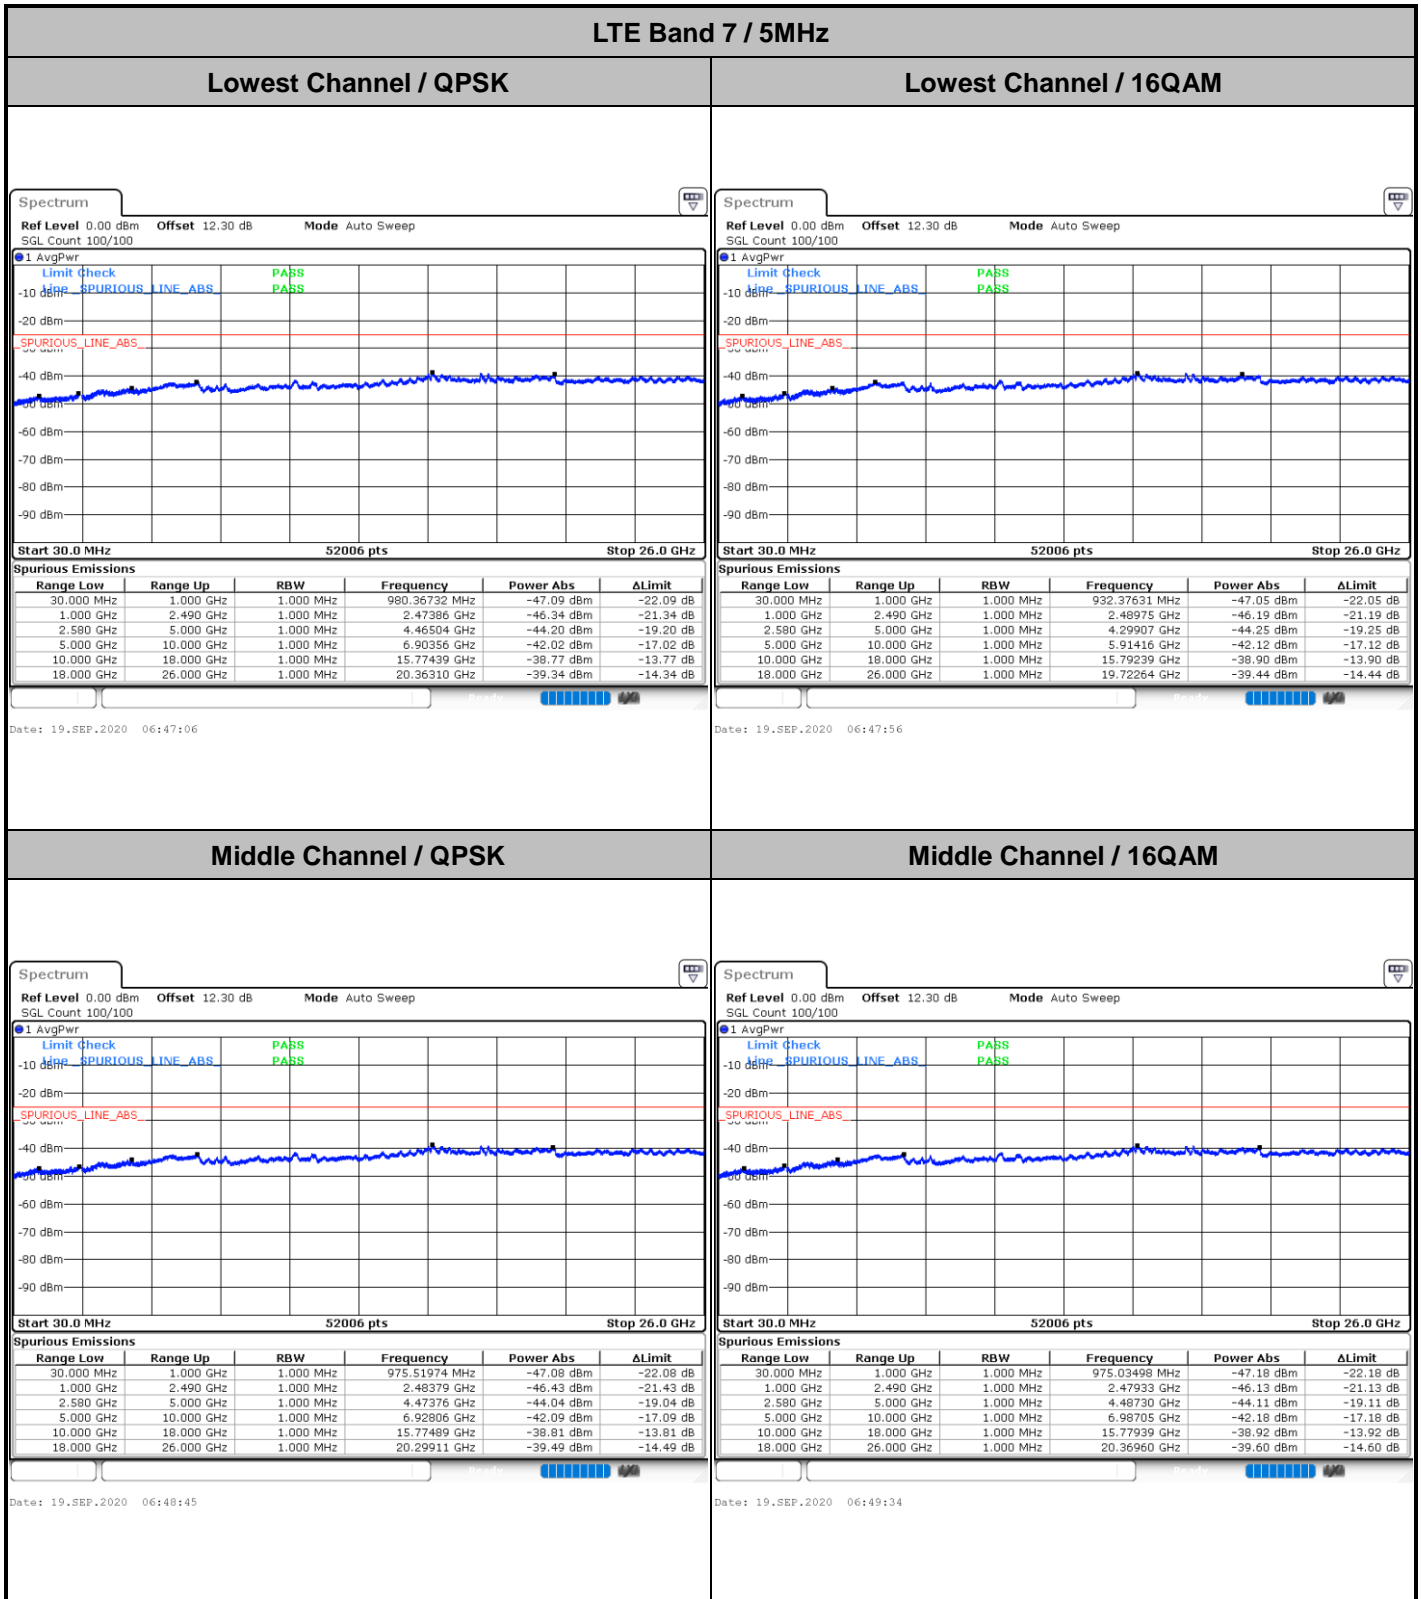 LTE Band 7 / 5MHz
Lowest Channel / QPSK
Lowest Channel / 16QAM
Spectrum
Ref Level 0.00 dBm Offset 12.30 dB Mode Auto Sweep
SGL Count 100/100
1 AvgPwr
Limit Check PASS
Line _SPURIOUS_LINE_ABS_ PASS
-10 dBm
-20 dBm
_SPURIOUS_LINE_ABS_
-40 dBm
-60 dBm
-70 dBm
-80 dBm
-90 dBm
Start 30.0 MHz 52006 pts Stop 26.0 GHz
Spurious Emissions
Range Low Range Up RBW Frequency Power Abs ΔLimit
30.000 MHz 1.000 GHz 1.000 MHz 980.36732 MHz -47.09 dBm -22.09 dB
1.000 GHz 2.490 GHz 1.000 MHz 2.47386 GHz -46.34 dBm -21.34 dB
2.580 GHz 5.000 GHz 1.000 MHz 4.46504 GHz -44.20 dBm -19.20 dB
5.000 GHz 10.000 GHz 1.000 MHz 6.90356 GHz -42.02 dBm -17.02 dB
10.000 GHz 18.000 GHz 1.000 MHz 15.77439 GHz -38.77 dBm -13.77 dB
18.000 GHz 26.000 GHz 1.000 MHz 20.36310 GHz -39.34 dBm -14.34 dB
Date: 19.SEP.2020 06:47:06
Spectrum
Ref Level 0.00 dBm Offset 12.30 dB Mode Auto Sweep
SGL Count 100/100
1 AvgPwr
Limit Check PASS
Line _SPURIOUS_LINE_ABS_ PASS
-10 dBm
-20 dBm
_SPURIOUS_LINE_ABS_
-40 dBm
-60 dBm
-70 dBm
-80 dBm
-90 dBm
Start 30.0 MHz 52006 pts Stop 26.0 GHz
Spurious Emissions
Range Low Range Up RBW Frequency Power Abs ΔLimit
30.000 MHz 1.000 GHz 1.000 MHz 932.37631 MHz -47.05 dBm -22.05 dB
1.000 GHz 2.490 GHz 1.000 MHz 2.48975 GHz -46.19 dBm -21.19 dB
2.580 GHz 5.000 GHz 1.000 MHz 4.29907 GHz -44.25 dBm -19.25 dB
5.000 GHz 10.000 GHz 1.000 MHz 5.91416 GHz -42.12 dBm -17.12 dB
10.000 GHz 18.000 GHz 1.000 MHz 15.79239 GHz -38.90 dBm -13.90 dB
18.000 GHz 26.000 GHz 1.000 MHz 19.72264 GHz -39.44 dBm -14.44 dB
Date: 19.SEP.2020 06:47:56
Middle Channel / QPSK
Middle Channel / 16QAM
Spectrum
Ref Level 0.00 dBm Offset 12.30 dB Mode Auto Sweep
SGL Count 100/100
1 AvgPwr
Limit Check PASS
Line _SPURIOUS_LINE_ABS_ PASS
-10 dBm
-20 dBm
_SPURIOUS_LINE_ABS_
-40 dBm
-60 dBm
-70 dBm
-80 dBm
-90 dBm
Start 30.0 MHz 52006 pts Stop 26.0 GHz
Spurious Emissions
Range Low Range Up RBW Frequency Power Abs ΔLimit
30.000 MHz 1.000 GHz 1.000 MHz 975.51974 MHz -47.08 dBm -22.08 dB
1.000 GHz 2.490 GHz 1.000 MHz 2.48379 GHz -46.43 dBm -21.43 dB
2.580 GHz 5.000 GHz 1.000 MHz 4.47376 GHz -44.04 dBm -19.04 dB
5.000 GHz 10.000 GHz 1.000 MHz 6.92806 GHz -42.09 dBm -17.09 dB
10.000 GHz 18.000 GHz 1.000 MHz 15.77489 GHz -38.81 dBm -13.81 dB
18.000 GHz 26.000 GHz 1.000 MHz 20.29911 GHz -39.49 dBm -14.49 dB
Date: 19.SEP.2020 06:48:45
Spectrum
Ref Level 0.00 dBm Offset 12.30 dB Mode Auto Sweep
SGL Count 100/100
1 AvgPwr
Limit Check PASS
Line _SPURIOUS_LINE_ABS_ PASS
-10 dBm
-20 dBm
_SPURIOUS_LINE_ABS_
-40 dBm
-60 dBm
-70 dBm
-80 dBm
-90 dBm
Start 30.0 MHz 52006 pts Stop 26.0 GHz
Spurious Emissions
Range Low Range Up RBW Frequency Power Abs ΔLimit
30.000 MHz 1.000 GHz 1.000 MHz 975.03498 MHz -47.18 dBm -22.18 dB
1.000 GHz 2.490 GHz 1.000 MHz 2.47933 GHz -46.13 dBm -21.13 dB
2.580 GHz 5.000 GHz 1.000 MHz 4.48730 GHz -44.11 dBm -19.11 dB
5.000 GHz 10.000 GHz 1.000 MHz 6.98705 GHz -42.18 dBm -17.18 dB
10.000 GHz 18.000 GHz 1.000 MHz 15.77939 GHz -38.92 dBm -13.92 dB
18.000 GHz 26.000 GHz 1.000 MHz 20.36960 GHz -39.60 dBm -14.60 dB
Date: 19.SEP.2020 06:49:34